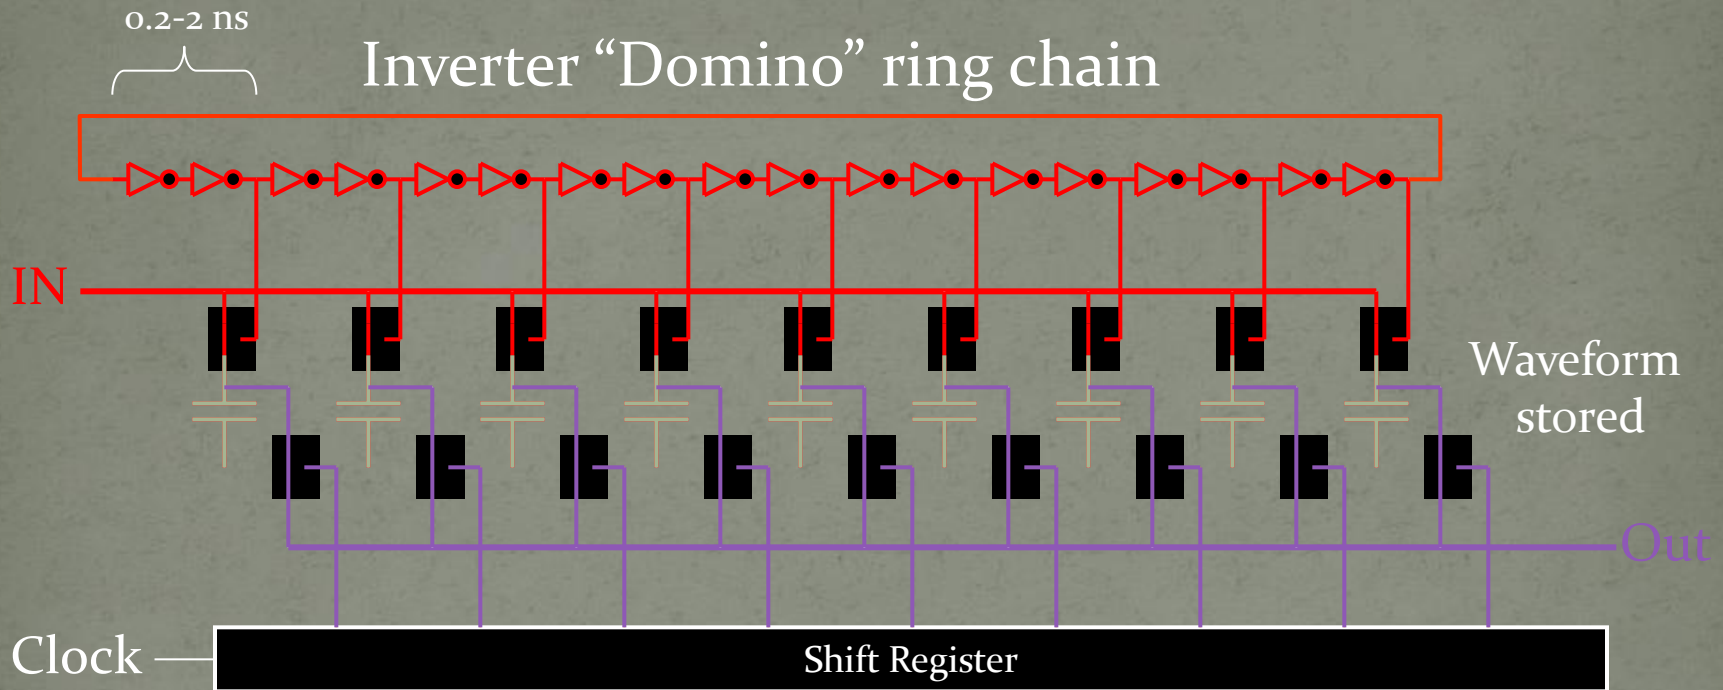 0.2-2 ns
Inverter “Domino” ring chain
IN
Waveform
stored
Out
Clock
Shift Register